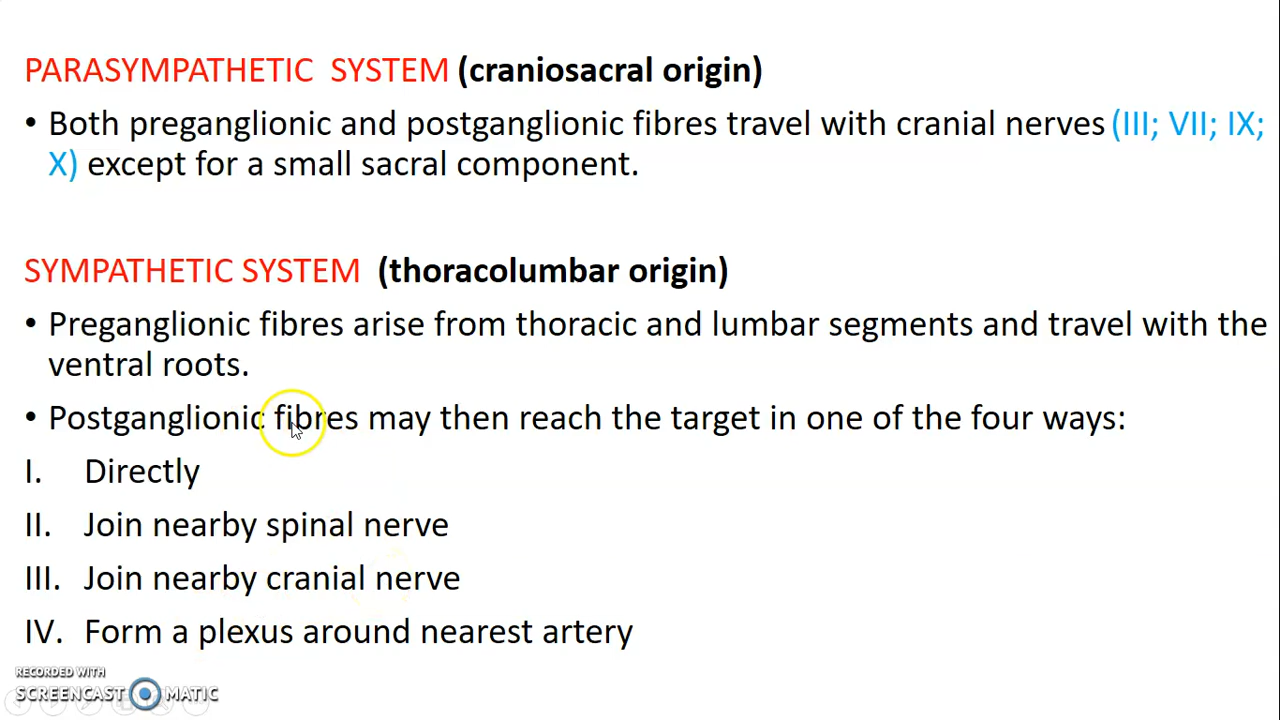 PARASYMPATHETIC SYSTEM (craniosacral origin)
• Both preganglionic and postganglionic fibres travel with cranial nerves (III; VII; IX;
X) except for a small sacral component.
SYMPATHETIC SYSTEM (thoracolumbar origin)
• Preganglionic fibres arise from thoracic and lumbar segments and travel with the
ventral roots.
• Postganglionic fibres may then reach the target in one of the four ways:
I. Directly
II. Join nearby spinal nerve
III. Join nearby cranial nerve
IV. Form a plexus around nearest artery
RECORDED WITH
SCREENCAST MATIC